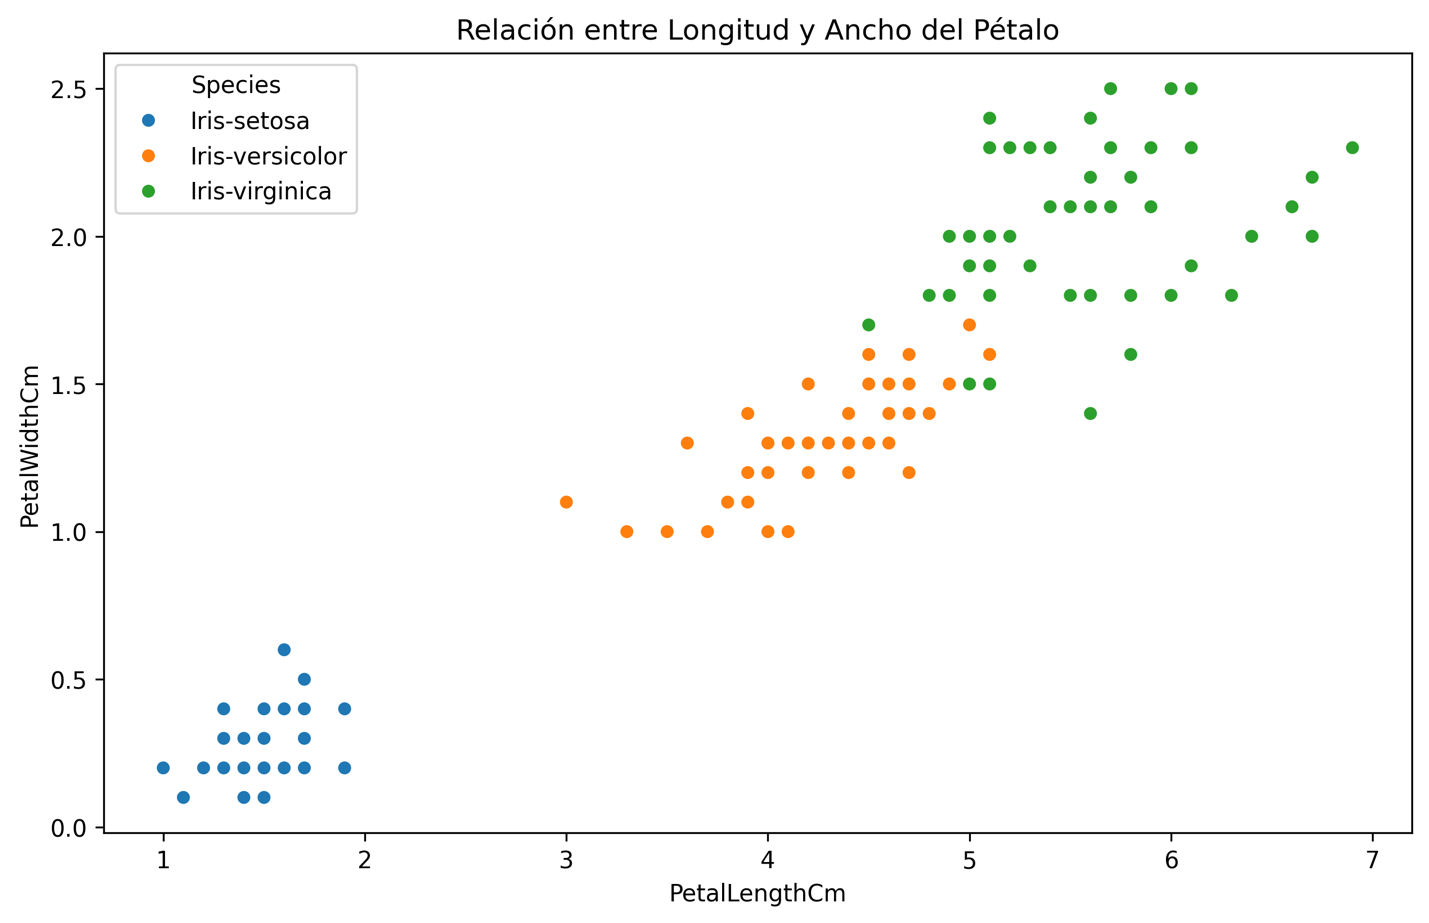 Relación entre Longitud y Ancho del Pétalo
Species
Iris-setosa
Iris-versicolor
Iris-virginica
PetalWidthCm
2.5
2.0
1.5
1.0
0.5
0.0
1 2 3 4 5 6 7
PetalLengthCm